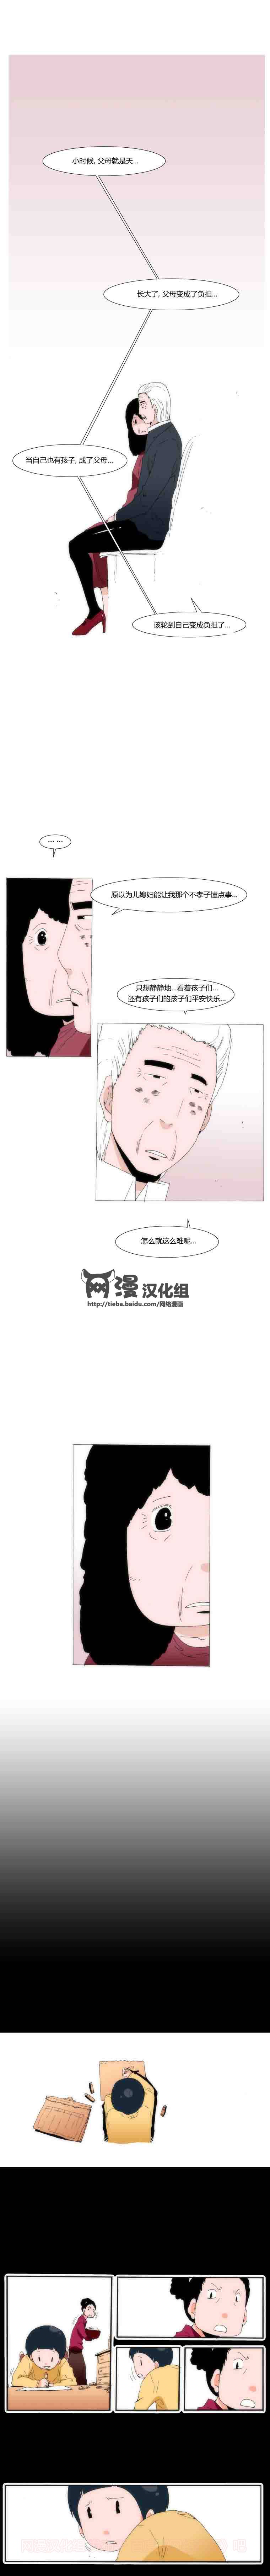 小时候, 父母就是天...
长大了, 父母变成了负担...
当自己也有孩子, 成了父母...
该轮到自己变成负担了...
... ...
原以为儿媳妇能让我那个不孝子懂点事...
只想静静地...看着孩子们...
还有孩子们的孩子们平安快乐...
怎么就这么难呢...
网漫汉化组
http://tieba.baidu.com/网络漫画